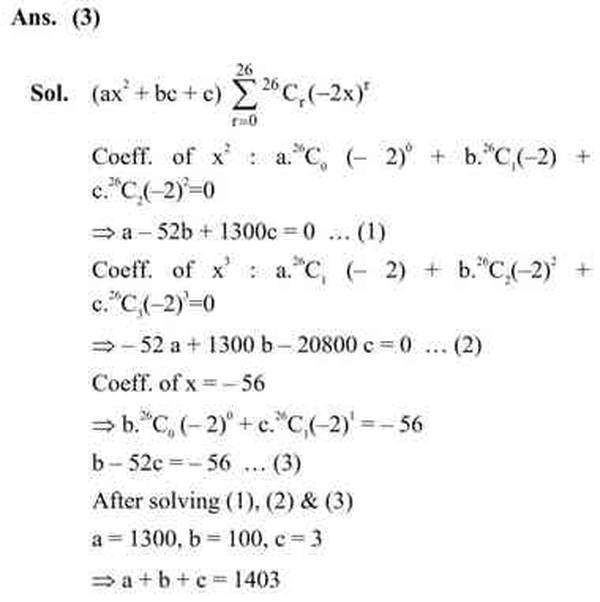 Ans. (3)
Sol. (ax² + bc + c) ∑_{r=0}^{26} ²⁶Cᵣ(–2x)ʳ
Coeff. of x² : a.²⁶C₀ (– 2)⁰ + b.²⁶C₁(–2) +
c.²⁶C₂(–2)²=0
⇒ a – 52b + 1300c = 0 … (1)
Coeff. of x³ : a.²⁶C₁ (– 2) + b.²⁶C₂(–2)² +
c.²⁶C₃(–2)³=0
⇒ – 52 a + 1300 b – 20800 c = 0 … (2)
Coeff. of x = – 56
⇒ b.²⁶C₀ (– 2)⁰ + c.²⁶C₁(–2)¹ = – 56
b – 52c = – 56 … (3)
After solving (1), (2) & (3)
a = 1300, b = 100, c = 3
⇒ a + b + c = 1403